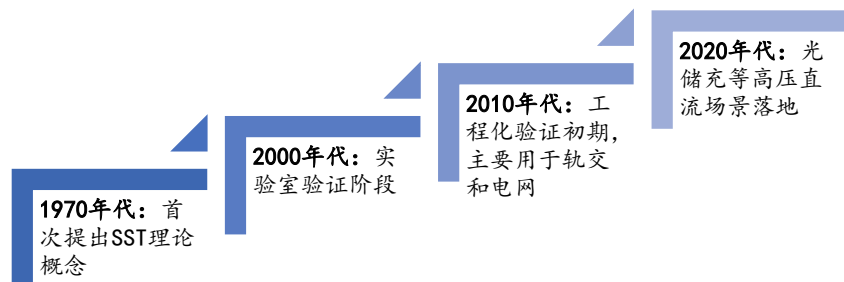 1970年代：首
次提出SST理论
概念
2000年代：实
验室验证阶段
2010年代：工
程化验证初期，
主要用于轨交
和电网
2020年代：光
储充等高压直
流场景落地